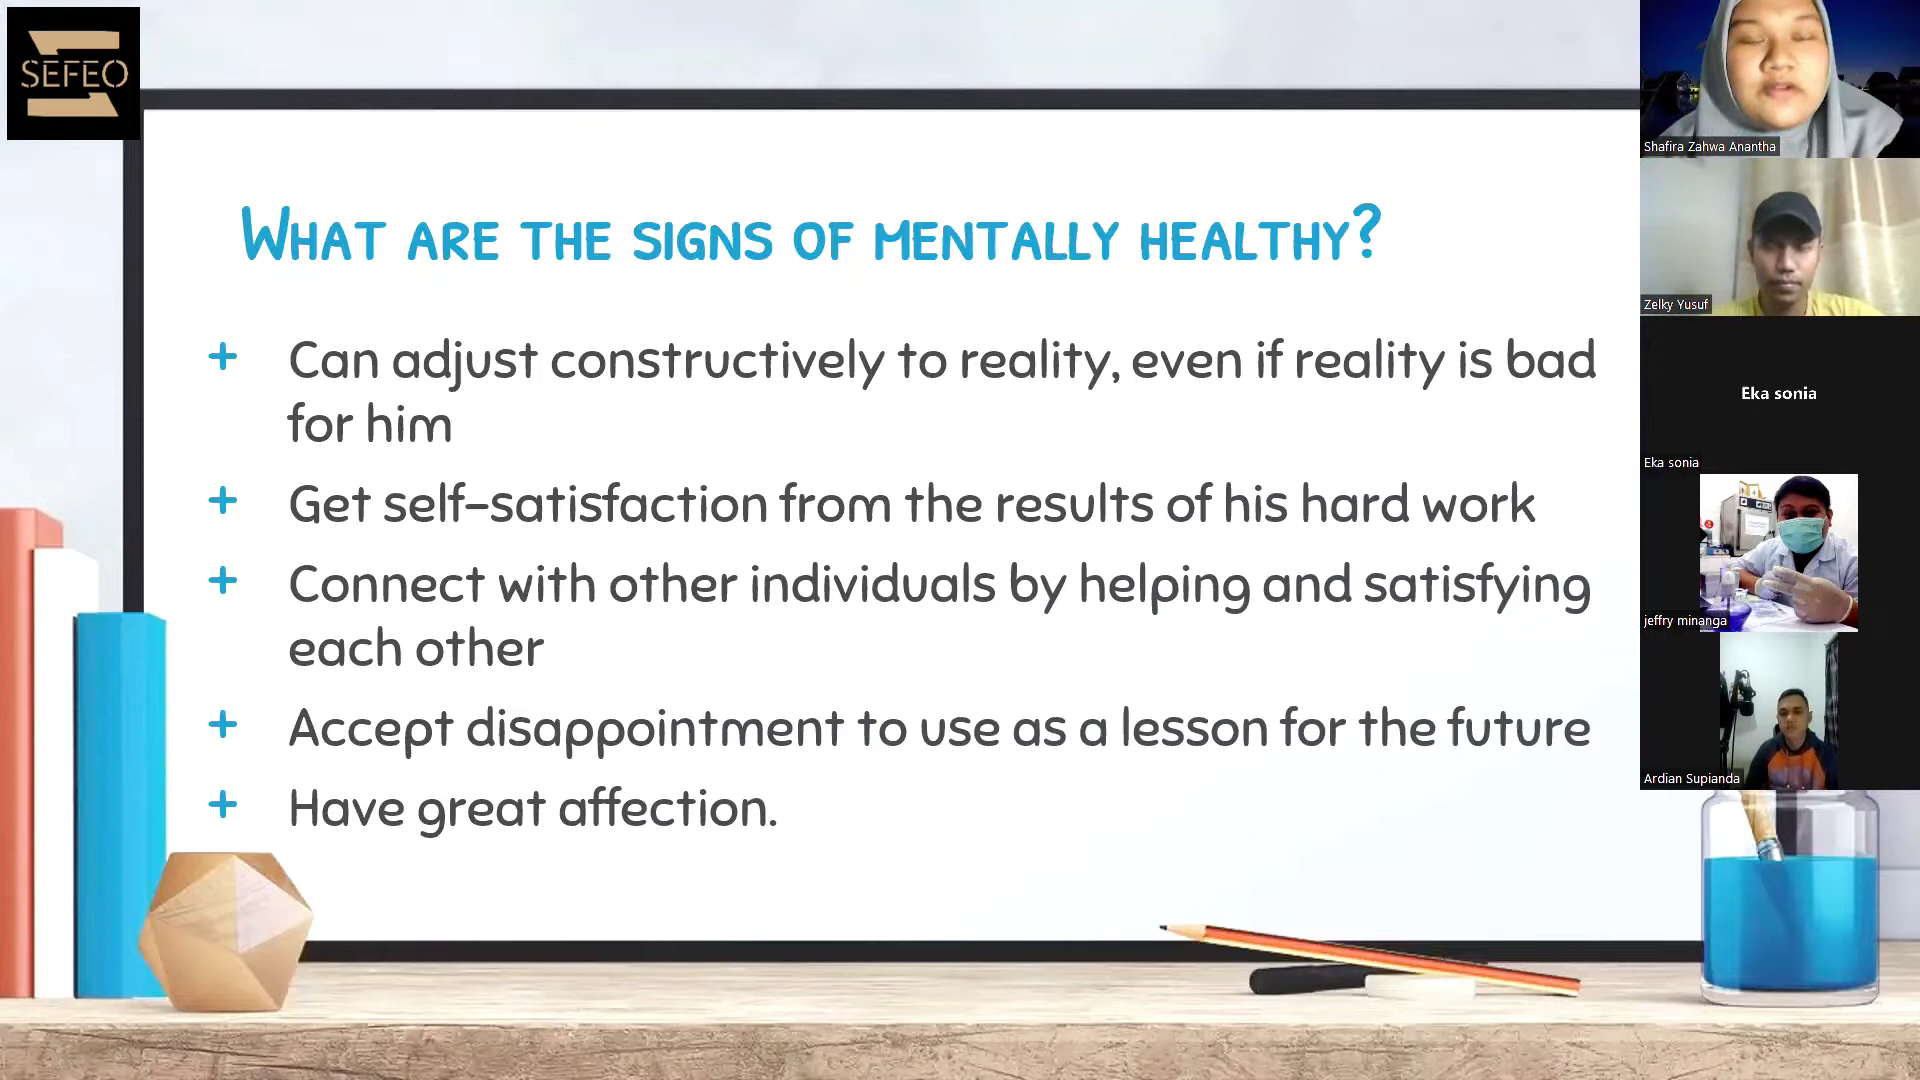 SEFEO
What are the signs of mentally healthy?
+ Can adjust constructively to reality, even if reality is bad
for him
+ Get self-satisfaction from the results of his hard work
+ Connect with other individuals by helping and satisfying
each other
+ Accept disappointment to use as a lesson for the future
+ Have great affection.
Shafira Zahwa Anantha
Zelky Yusuf
Eka sonia
Eka sonia
jeffry minanga
Ardian Supianda